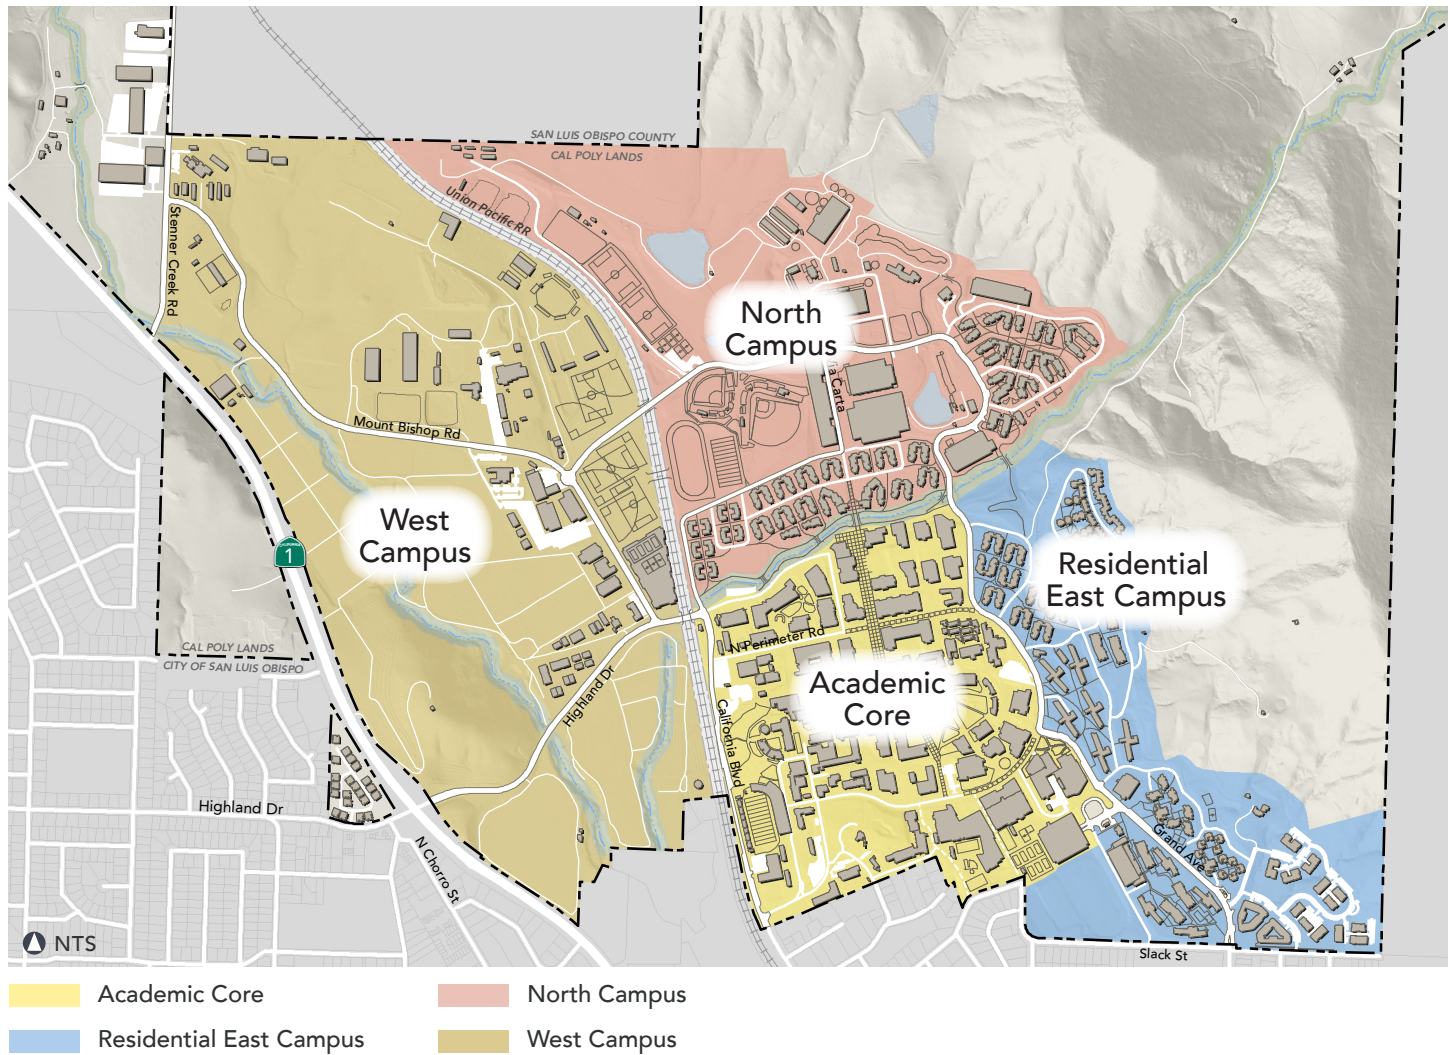 SAN LUIS OBISPO COUNTY
CAL POLY LANDS
Union Pacific RR
Stenner Creek Rd
North
Campus
Carta
Mount Bishop Rd
West
Campus
CALIFORNIA
1
Residential
East Campus
N Perimeter Rd
CAL POLY LANDS
CITY OF SAN LUIS OBISPO
Highland Dr
Academic
Core
California Blvd
Highland Dr
N Chorro St
Grand Ave
NTS
Slack St
Academic Core
North Campus
Residential East Campus
West Campus